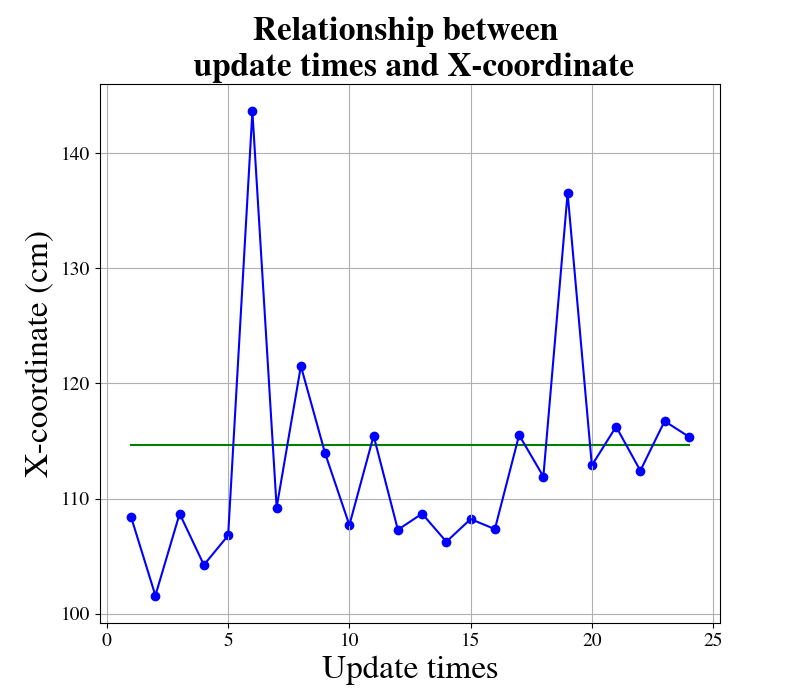 Relationship between
update times and X-coordinate
140
130
120
110
100
X-coordinate (cm)
0 5 10 15 20 25
Update times